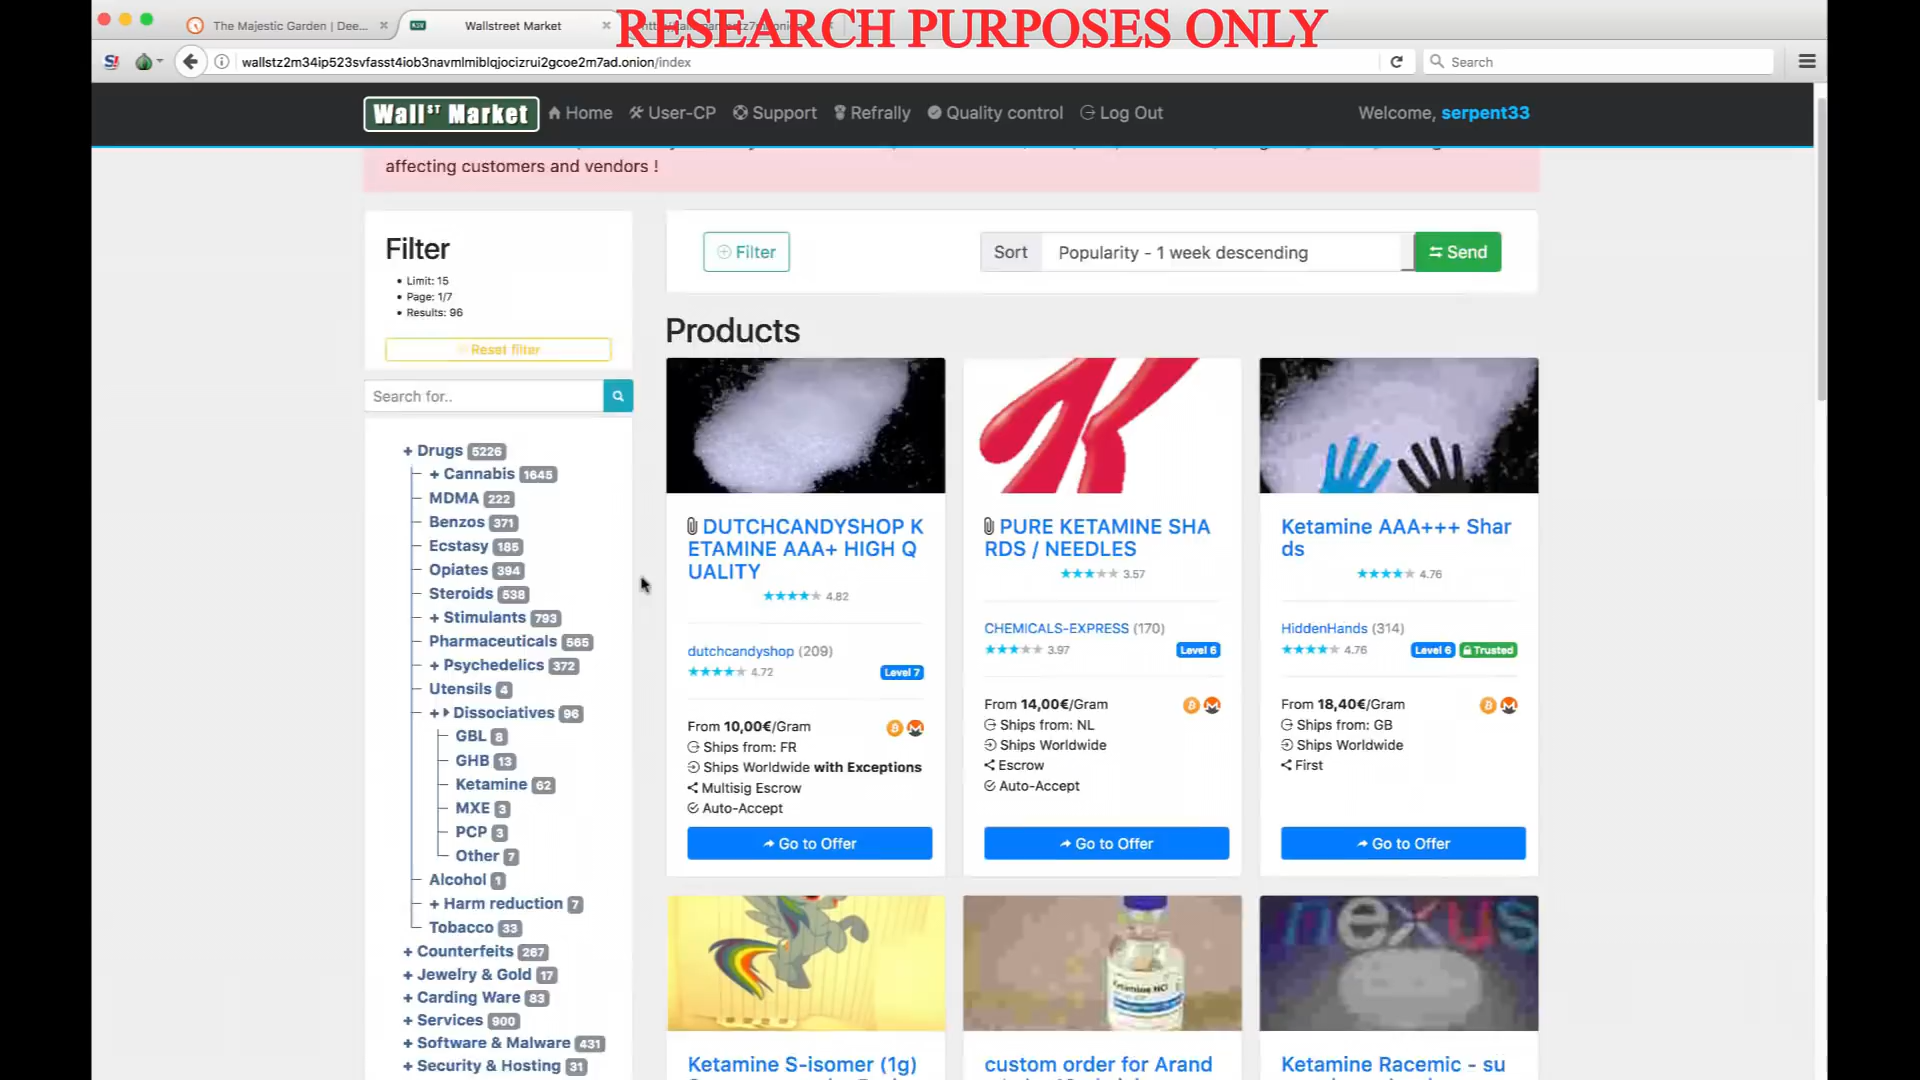 RESEARCH PURPOSES ONLY
The Majestic Garden | Dee...
Wallstreet Market
wallstz2m34ip523svfasst4iob3navmlmiblqjocizrui2gcoe2m7ad.onion/index
Search
Wall ST Market
Home
User-CP
Support
Refrally
Quality control
Log Out
Welcome, serpent33
affecting customers and vendors !
Filter
Limit: 15
Page: 1/7
Results: 96
Reset filter
Search for..
+ Drugs 5226
+ Cannabis 1645
MDMA 222
Benzos 371
Ecstasy 185
Opiates 394
Steroids 538
+ Stimulants 793
Pharmaceuticals 565
+ Psychedelics 372
Utensils 4
+ Dissociatives 96
GBL 8
GHB 13
Ketamine 62
MXE 3
PCP 3
Other 7
Alcohol 1
+ Harm reduction 7
Tobacco 33
+ Counterfeits 267
+ Jewelry & Gold 17
+ Carding Ware 83
+ Services 900
+ Software & Malware 431
+ Security & Hosting 31
Filter
Sort
Popularity - 1 week descending
Send
Products
DUTCHCANDYSHOP K
ETAMINE AAA+ HIGH Q
UALITY
4.82
dutchcandyshop (209)
4.72
Level 7
From 10,00€/Gram
Ships from: FR
Ships Worldwide with Exceptions
Multisig Escrow
Auto-Accept
Go to Offer
K
PURE KETAMINE SHA
RDS / NEEDLES
3.57
CHEMICALS-EXPRESS (170)
3.97
Level 6
From 14,00€/Gram
Ships from: NL
Ships Worldwide
Escrow
Auto-Accept
Go to Offer
Ketamine AAA+++ Shar
ds
4.76
HiddenHands (314)
4.76
Level 6
Trusted
From 18,40€/Gram
Ships from: GB
Ships Worldwide
First
Go to Offer
Ketamine S-isomer (1g)
Ketamine HCl
custom order for Arand
nexus
Ketamine Racemic - su